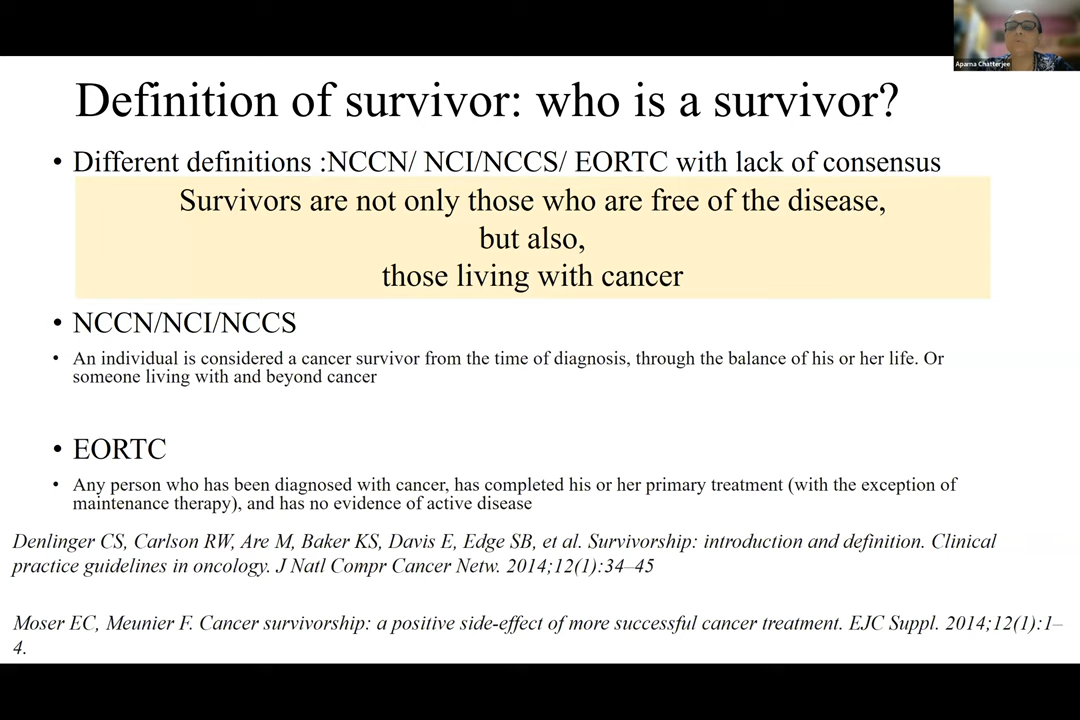 Aparna Chatterjee
Definition of survivor: who is a survivor?
• Different definitions :NCCN/ NCI/NCCS/ EORTC with lack of consensus
Survivors are not only those who are free of the disease,
but also,
those living with cancer
• NCCN/NCI/NCCS
• An individual is considered a cancer survivor from the time of diagnosis, through the balance of his or her life. Or
someone living with and beyond cancer
• EORTC
• Any person who has been diagnosed with cancer, has completed his or her primary treatment (with the exception of
maintenance therapy), and has no evidence of active disease
Denlinger CS, Carlson RW, Are M, Baker KS, Davis E, Edge SB, et al. Survivorship: introduction and definition. Clinical
practice guidelines in oncology. J Natl Compr Cancer Netw. 2014;12(1):34–45
Moser EC, Meunier F. Cancer survivorship: a positive side-effect of more successful cancer treatment. EJC Suppl. 2014;12(1):1–
4.